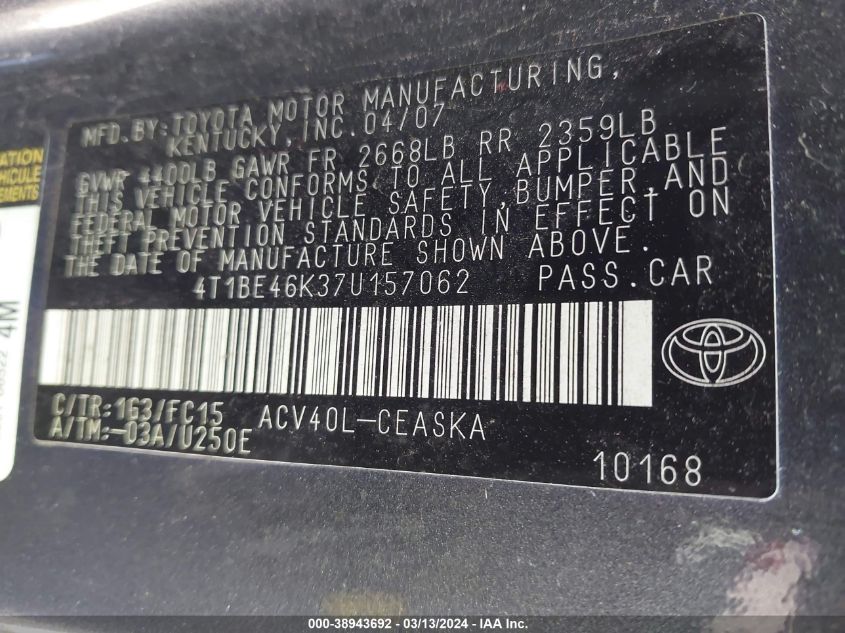 MFD. BY: TOYOTA MOTOR MANUFACTURING,
KENTUCKY, INC. 04/07
GVWR 4400LB GAWR FR 2668LB RR 2359LB
THIS VEHICLE CONFORMS TO ALL APPLICABLE
FEDERAL MOTOR VEHICLE SAFETY, BUMPER, AND
THEFT PREVENTION STANDARDS IN EFFECT ON
THE DATE OF MANUFACTURE SHOWN ABOVE.
4T1BE46K37U157062 PASS.CAR
C/TR:1G3/FC15 ACV40L-CEASKA
A/TM:-03A/U250E
10168
4M
000-38943692 - 03/13/2024 - IAA Inc.